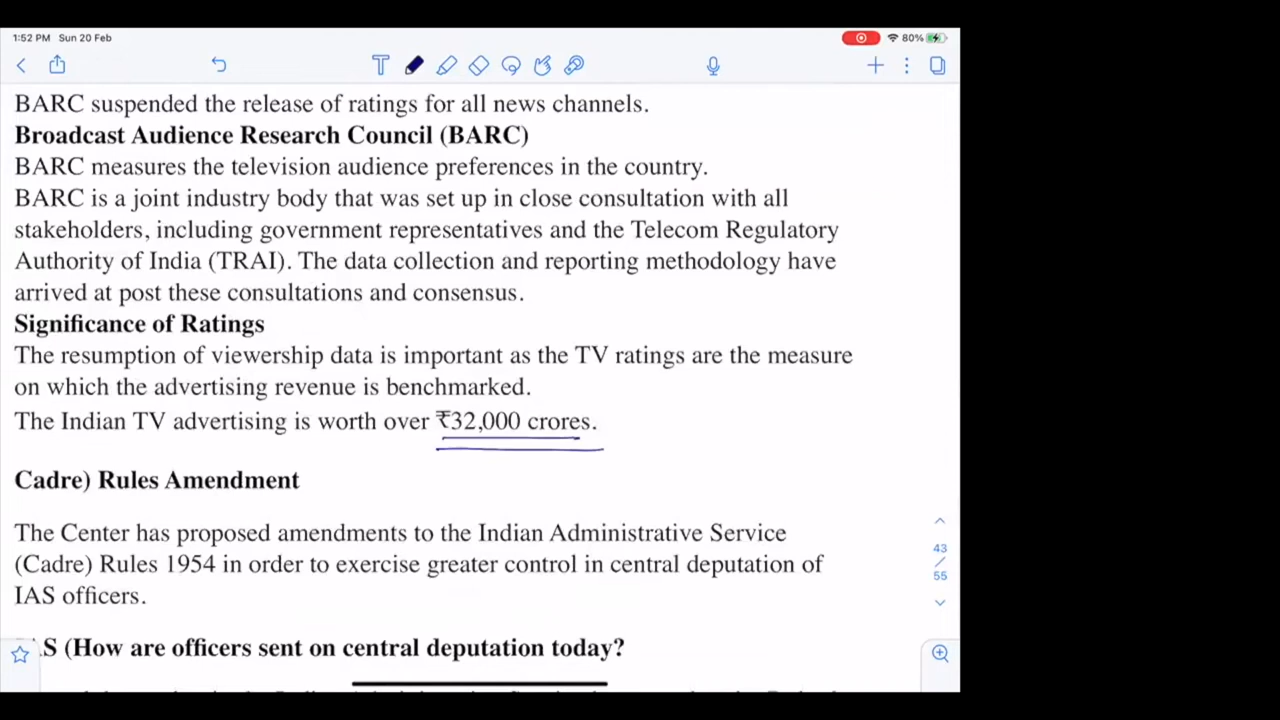 1:52 PM Sun 20 Feb
80%
BARC suspended the release of ratings for all news channels.
Broadcast Audience Research Council (BARC)
BARC measures the television audience preferences in the country.
BARC is a joint industry body that was set up in close consultation with all
stakeholders, including government representatives and the Telecom Regulatory
Authority of India (TRAI). The data collection and reporting methodology have
arrived at post these consultations and consensus.
Significance of Ratings
The resumption of viewership data is important as the TV ratings are the measure
on which the advertising revenue is benchmarked.
The Indian TV advertising is worth over ₹32,000 crores.
Cadre) Rules Amendment
The Center has proposed amendments to the Indian Administrative Service
(Cadre) Rules 1954 in order to exercise greater control in central deputation of
IAS officers.
43
/
55
S (How are officers sent on central deputation today?